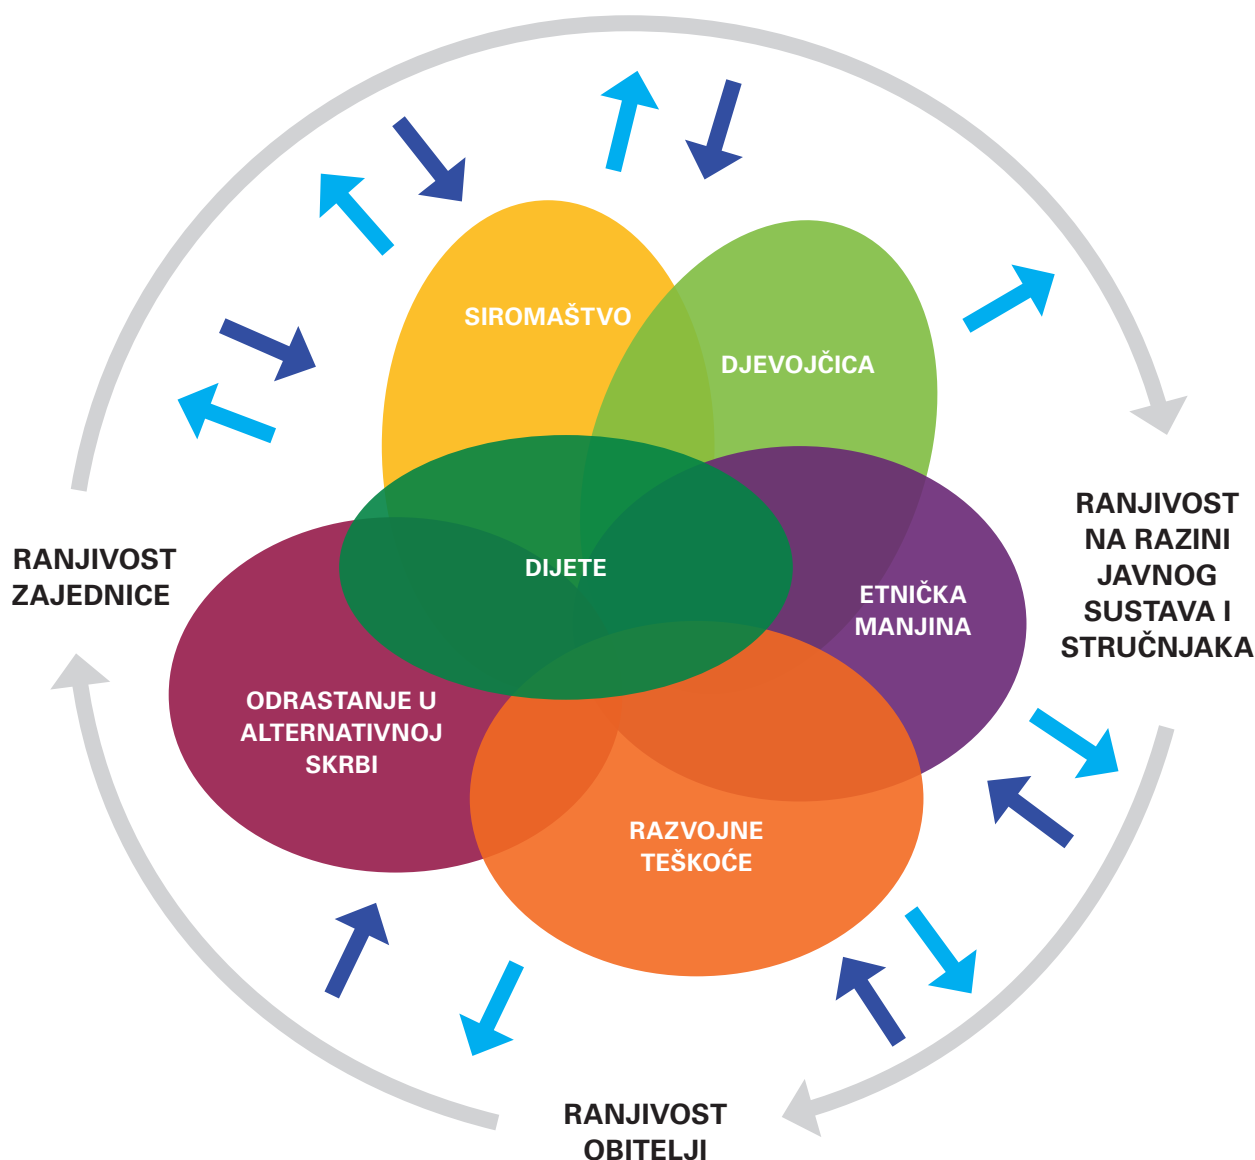 SIROMAŠTVO
DJEVOJČICA
RANJIVOST
NA RAZINI
JAVNOG
SUSTAVA I
STRUČNJAKA
RANJIVOST
ZAJEDNICE
DIJETE
ETNIČKA
MANJINA
ODRASTANJE U
ALTERNATIVNOJ
SKRBI
RAZVOJNE
TEŠKOĆE
RANJIVOST
OBITELJI